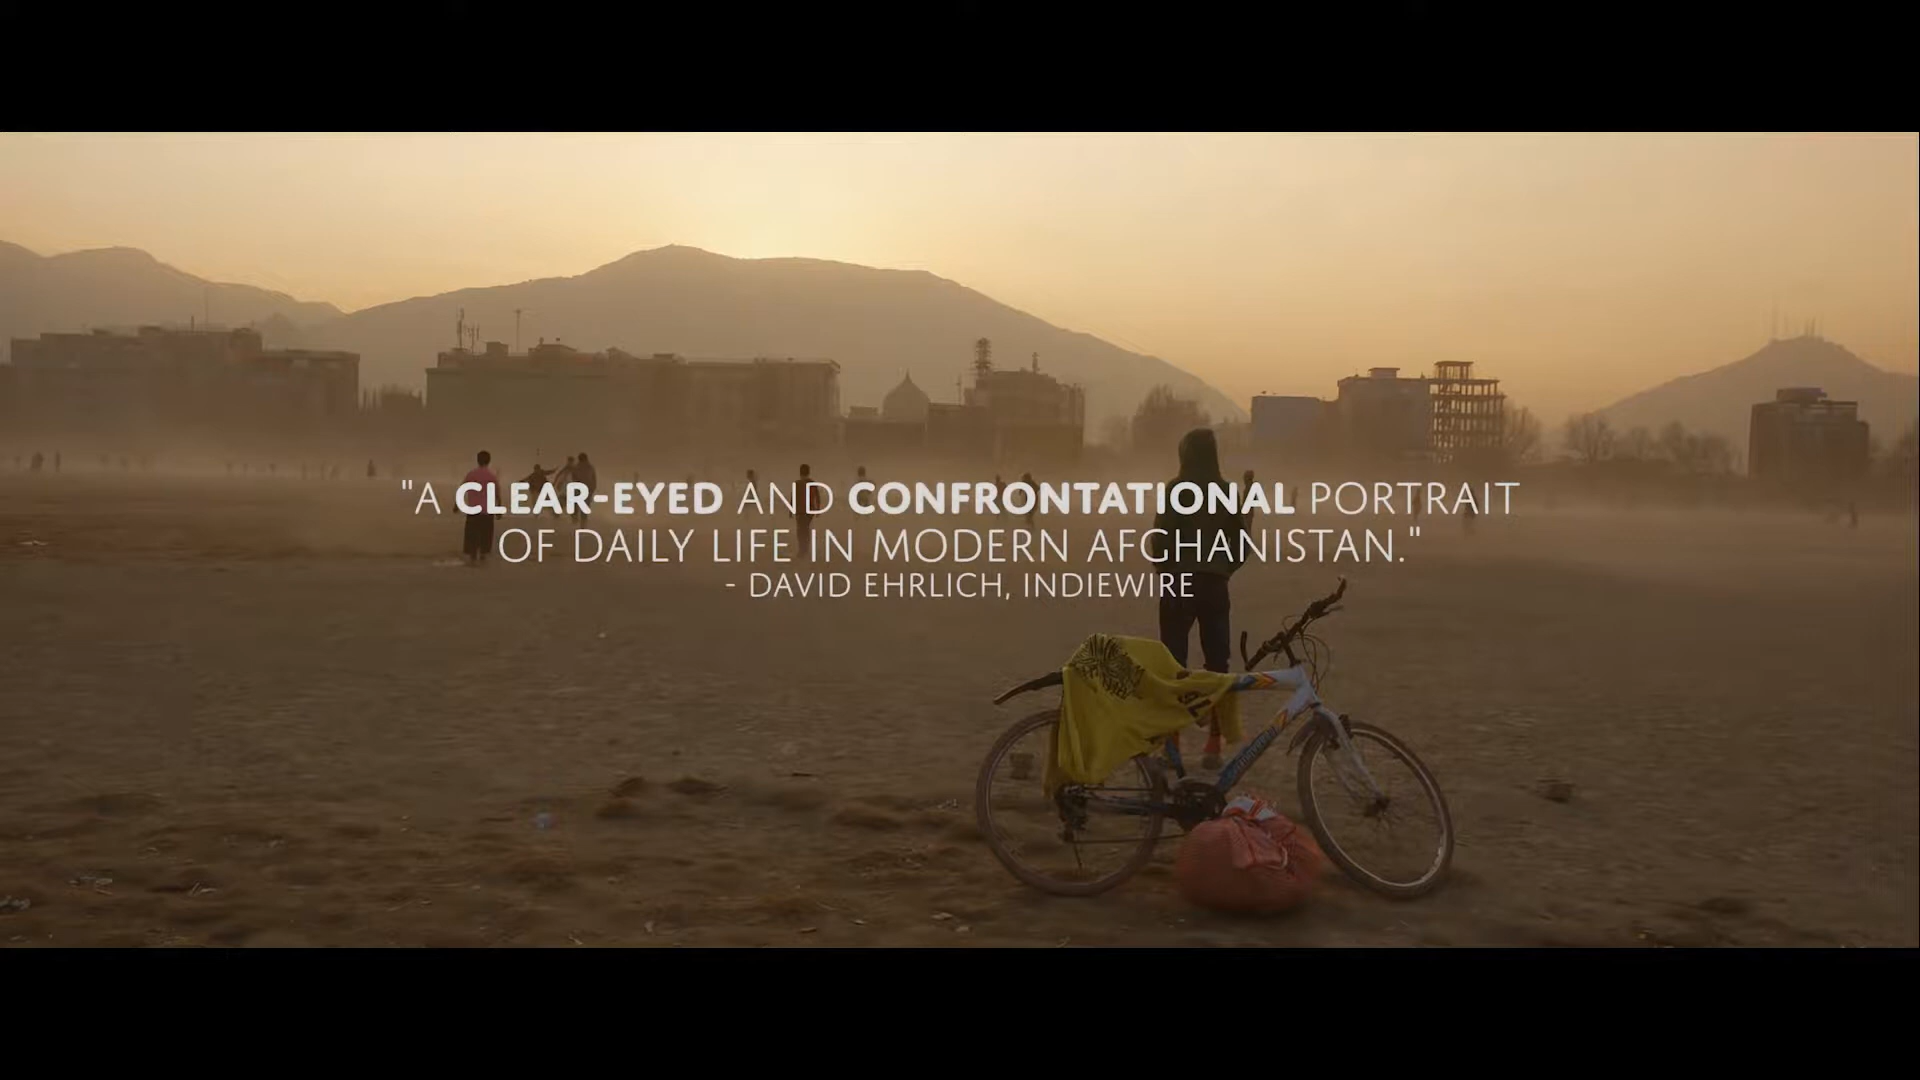 "A CLEAR-EYED AND CONFRONTATIONAL PORTRAIT
OF DAILY LIFE IN MODERN AFGHANISTAN."
- DAVID EHRLICH, INDIEWIRE